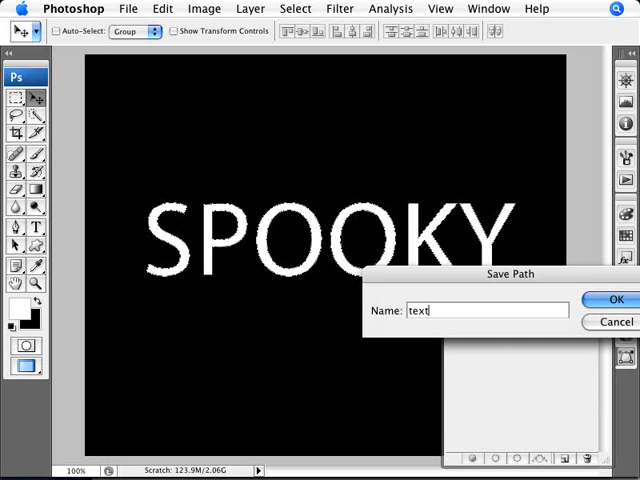 Photoshop File Edit Image Layer Select Filter Analysis View Window Help
Auto-Select: Group Show Transform Controls
Ps
SPOOKY
Save Path
Name: text
OK
Cancel
100% Scratch: 123.9M/2.06G